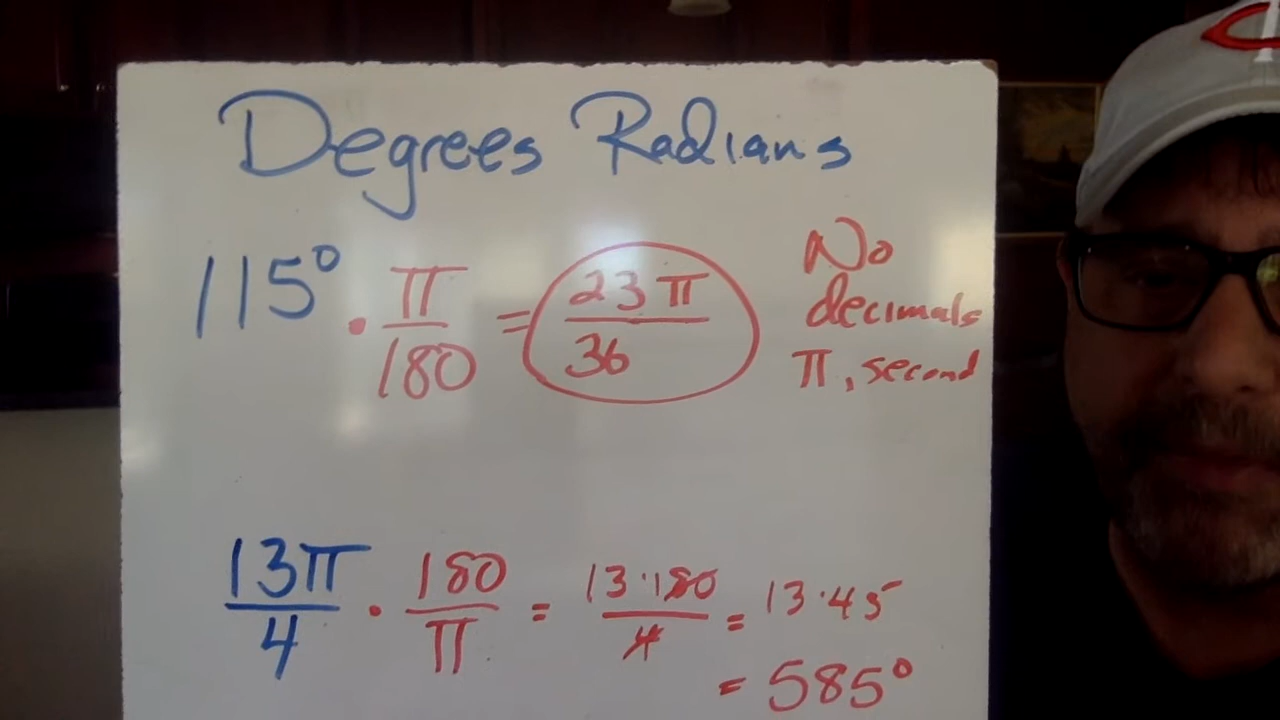 Degrees Radians
115° · π/180 = 23π/36
No
decimals
π, second
13π/4 · 180/π = 13·180/4 = 13·45
= 585°